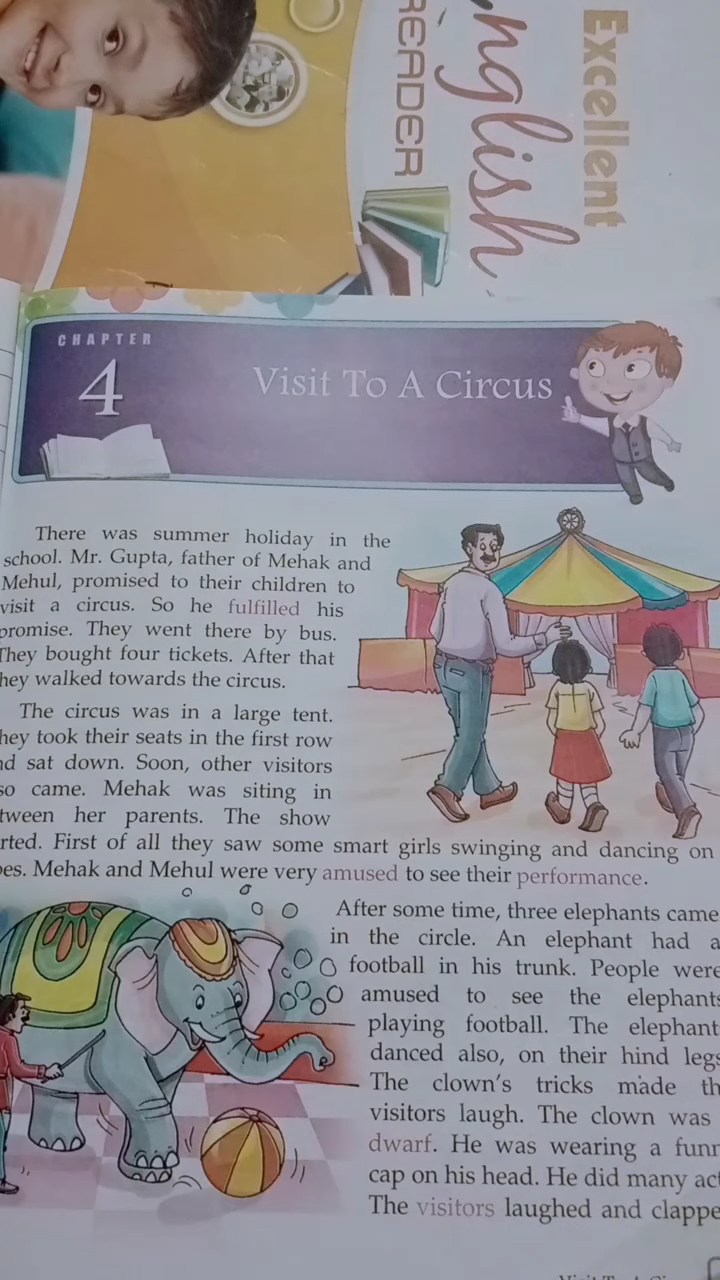 Excellent
English
READER
CHAPTER
4
Visit To A Circus
There was summer holiday in the
school. Mr. Gupta, father of Mehak and
Mehul, promised to their children to
visit a circus. So he fulfilled his
promise. They went there by bus.
They bought four tickets. After that
they walked towards the circus.
The circus was in a large tent.
They took their seats in the first row
and sat down. Soon, other visitors
so came. Mehak was siting in
tween her parents. The show
rted. First of all they saw some smart girls swinging and dancing on
pes. Mehak and Mehul were very amused to see their performance.
After some time, three elephants came
in the circle. An elephant had a
football in his trunk. People were
amused to see the elephants
playing football. The elephant
danced also, on their hind legs
The clown's tricks made th
visitors laugh. The clown was
dwarf. He was wearing a funn
cap on his head. He did many act
The visitors laughed and clappe